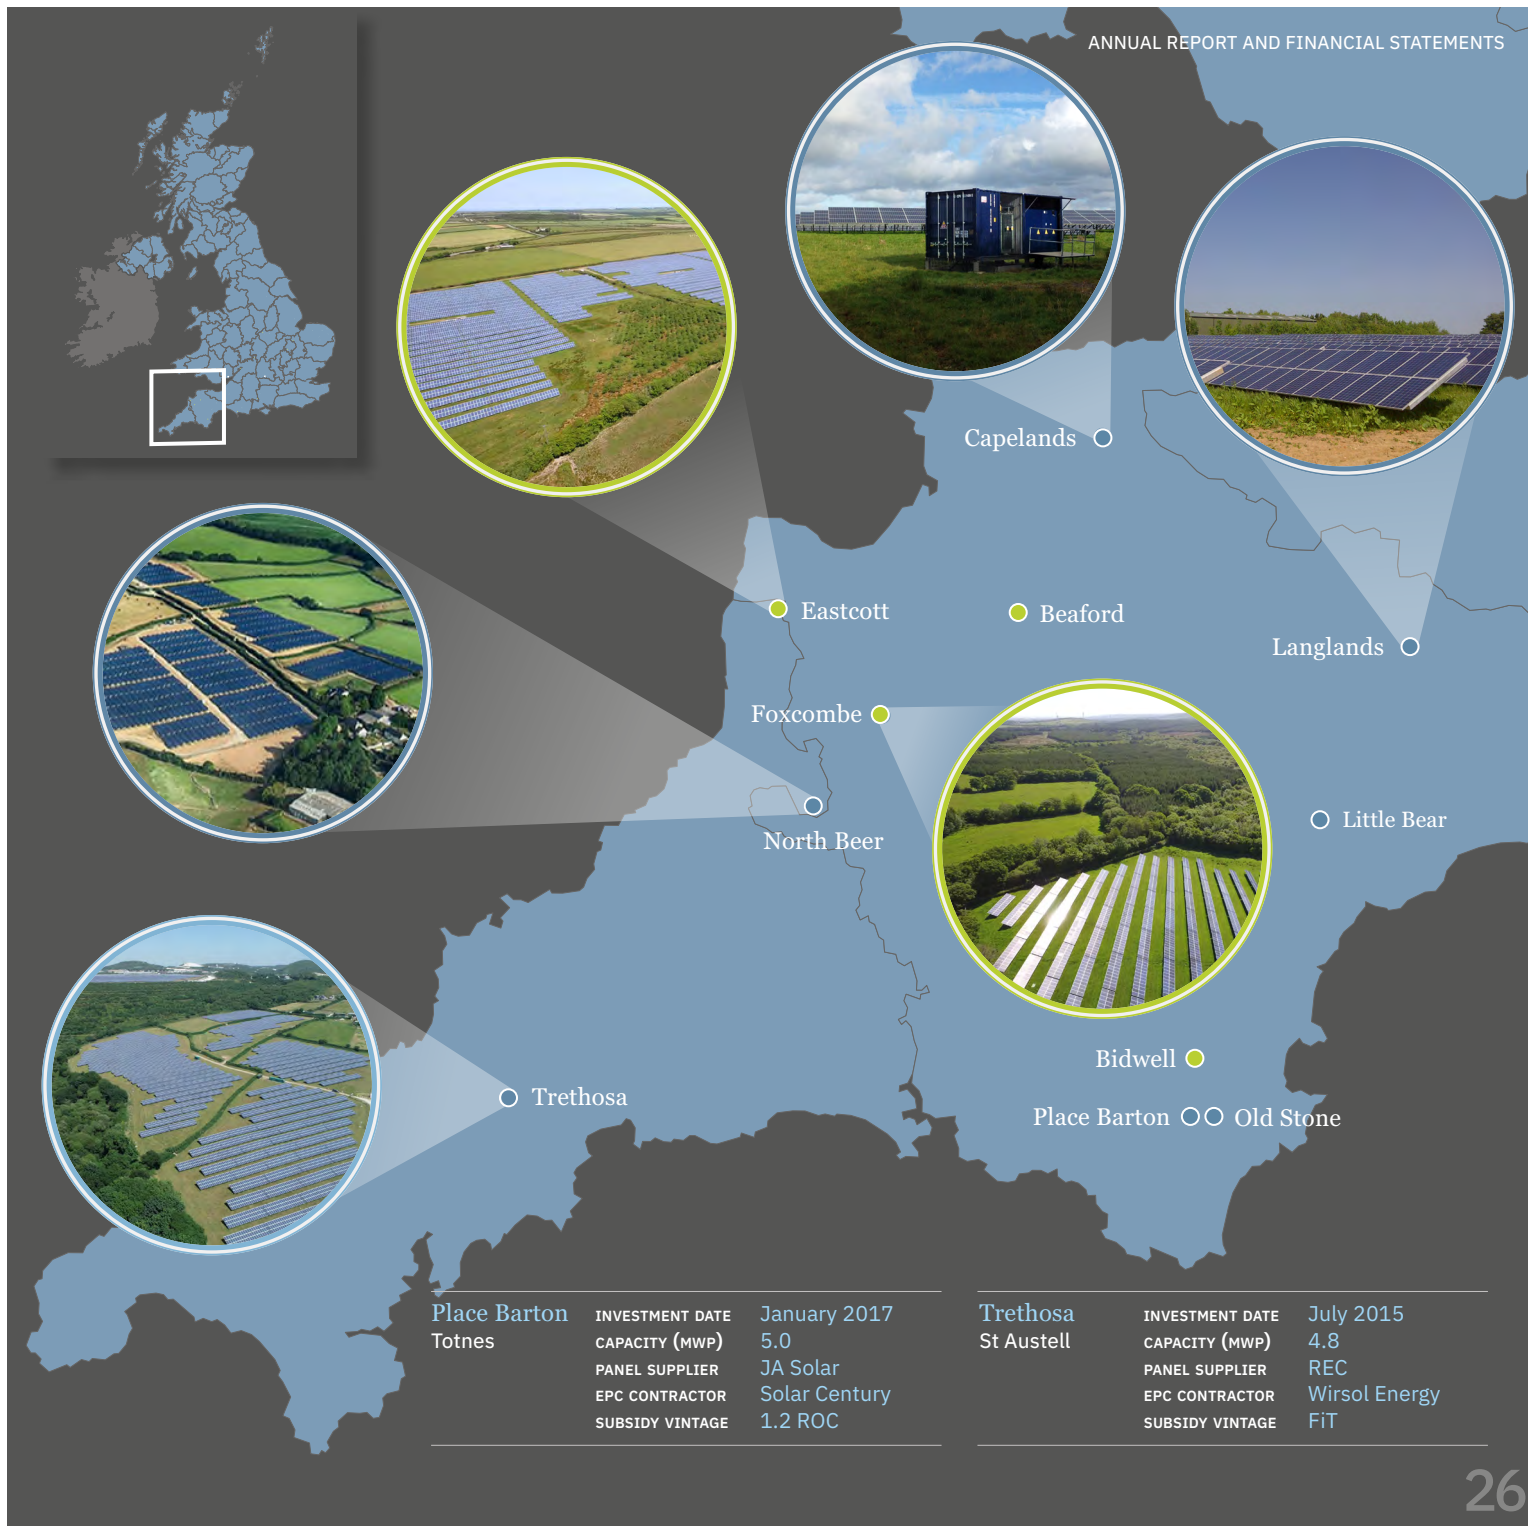 ANNUAL REPORT AND FINANCIAL STATEMENTS
Capelands
Eastcott
Beaford
Langlands
Foxcombe
North Beer
Little Bear
Bidwell
Trethosa
Place Barton
Old Stone
Place Barton
Totnes
INVESTMENT DATE January 2017
CAPACITY (MWP) 5.0
PANEL SUPPLIER JA Solar
EPC CONTRACTOR Solar Century
SUBSIDY VINTAGE 1.2 ROC
Trethosa
St Austell
INVESTMENT DATE July 2015
CAPACITY (MWP) 4.8
PANEL SUPPLIER REC
EPC CONTRACTOR Wirsol Energy
SUBSIDY VINTAGE FiT
26